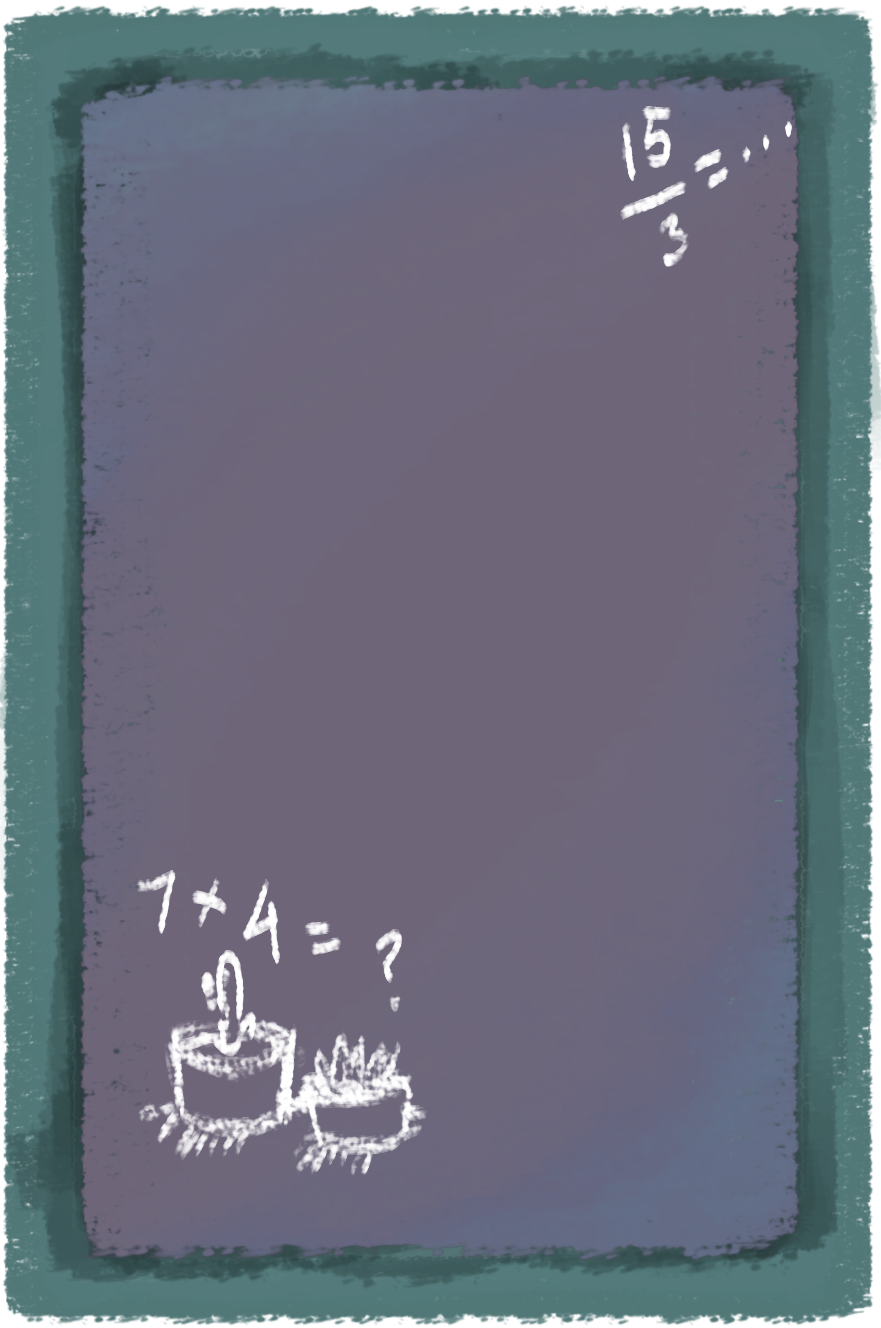 15/3 = ...
7 × 4 = ?